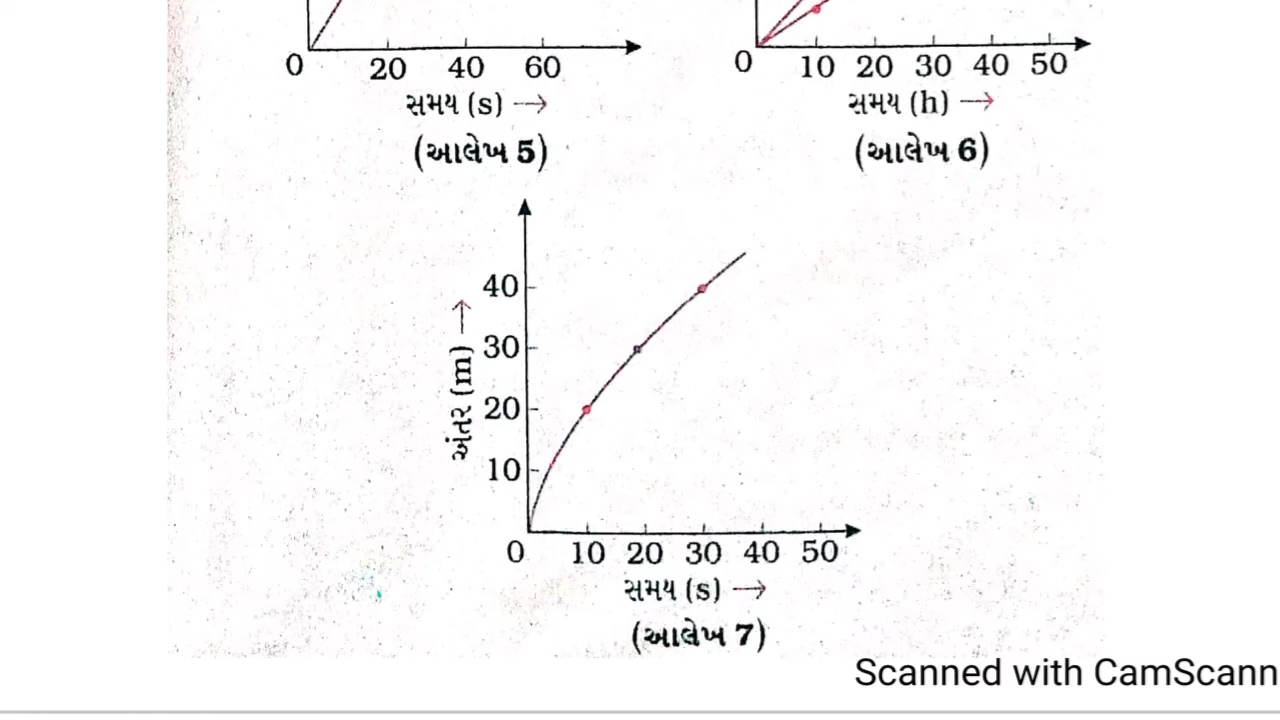 0 20 40 60
સમય (s) →
(આલેખ 5)
0 10 20 30 40 50
સમય (h) →
(આલેખ 6)
40
30
20
10
અંતર (m) →
0 10 20 30 40 50
સમય (s) →
(આલેખ 7)
Scanned with CamScann